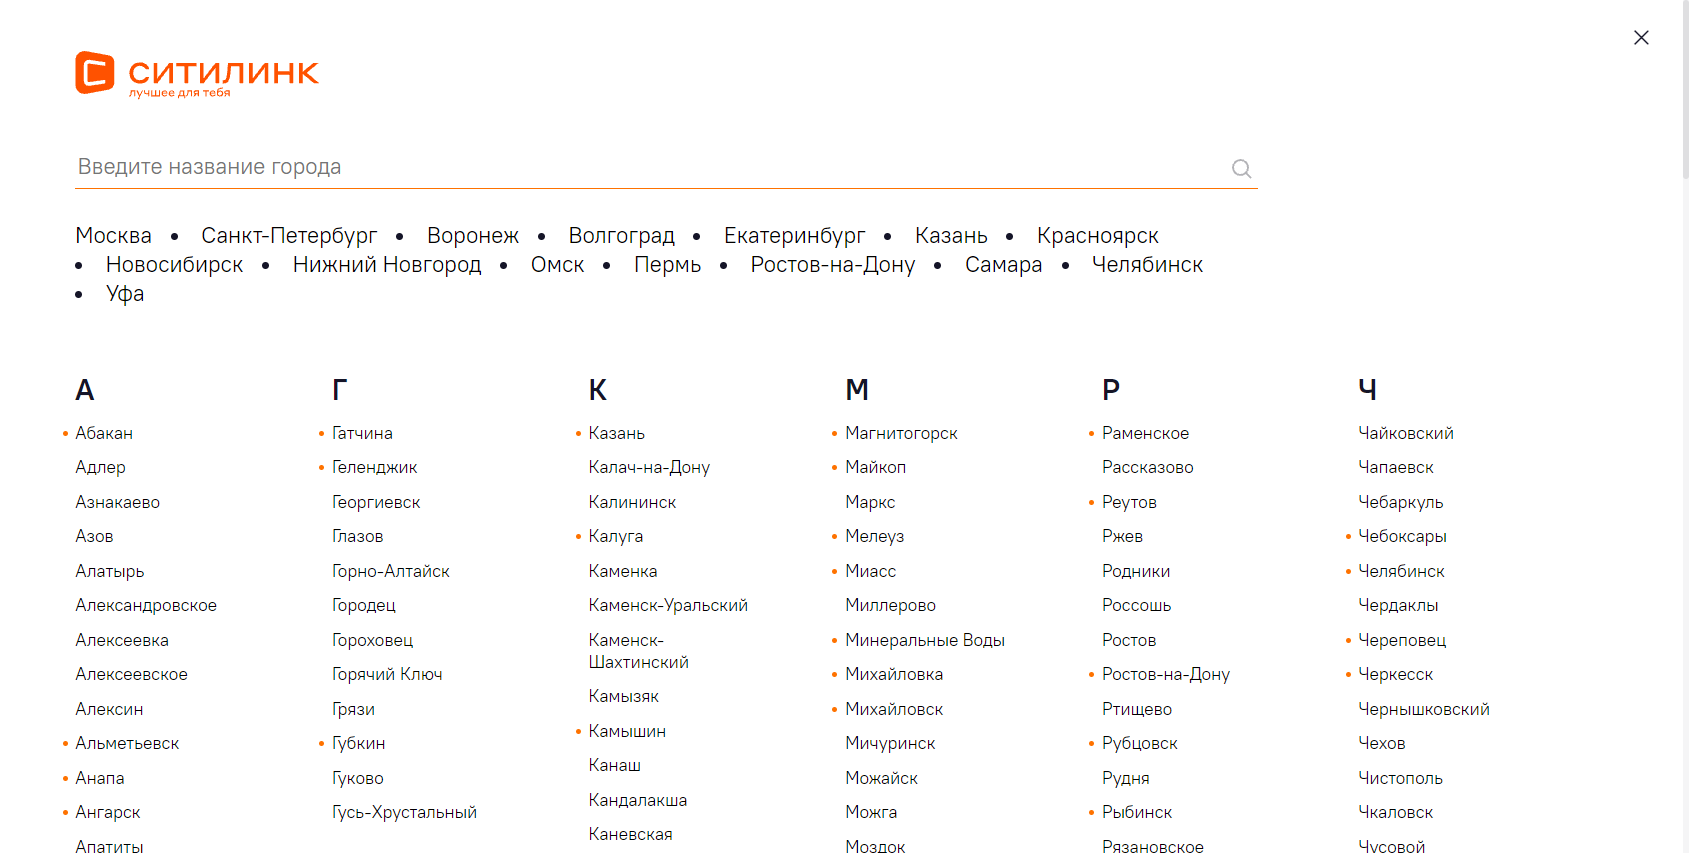 СИТИЛИНК
лучшее для тебя
Введите название города
Москва • Санкт-Петербург • Воронеж • Волгоград • Екатеринбург • Казань • Красноярск
• Новосибирск • Нижний Новгород • Омск • Пермь • Ростов-на-Дону • Самара • Челябинск
• Уфа
А
• Абакан
Адлер
Азнакаево
Азов
Алатырь
Александровское
Алексеевка
Алексеевское
Алексин
• Альметьевск
• Анапа
• Ангарск
Апатиты
Г
• Гатчина
• Геленджик
Георгиевск
Глазов
Горно-Алтайск
Городец
Гороховец
Горячий Ключ
Грязи
• Губкин
Гуково
Гусь-Хрустальный
К
• Казань
Калач-на-Дону
Калининск
• Калуга
Каменка
Каменск-Уральский
Каменск-
Шахтинский
Камызяк
• Камышин
Канаш
Кандалакша
Каневская
М
• Магнитогорск
• Майкоп
Маркс
• Мелеуз
• Миасс
Миллерово
• Минеральные Воды
• Михайловка
• Михайловск
Мичуринск
Можайск
Можга
Моздок
Р
• Раменское
Рассказово
• Реутов
Ржев
Родники
Россошь
Ростов
• Ростов-на-Дону
Ртищево
• Рубцовск
Рудня
• Рыбинск
Рязановское
Ч
Чайковский
Чапаевск
Чебаркуль
• Чебоксары
• Челябинск
Чердаклы
• Череповец
• Черкесск
Чернышковский
Чехов
Чистополь
Чкаловск
Чусовой